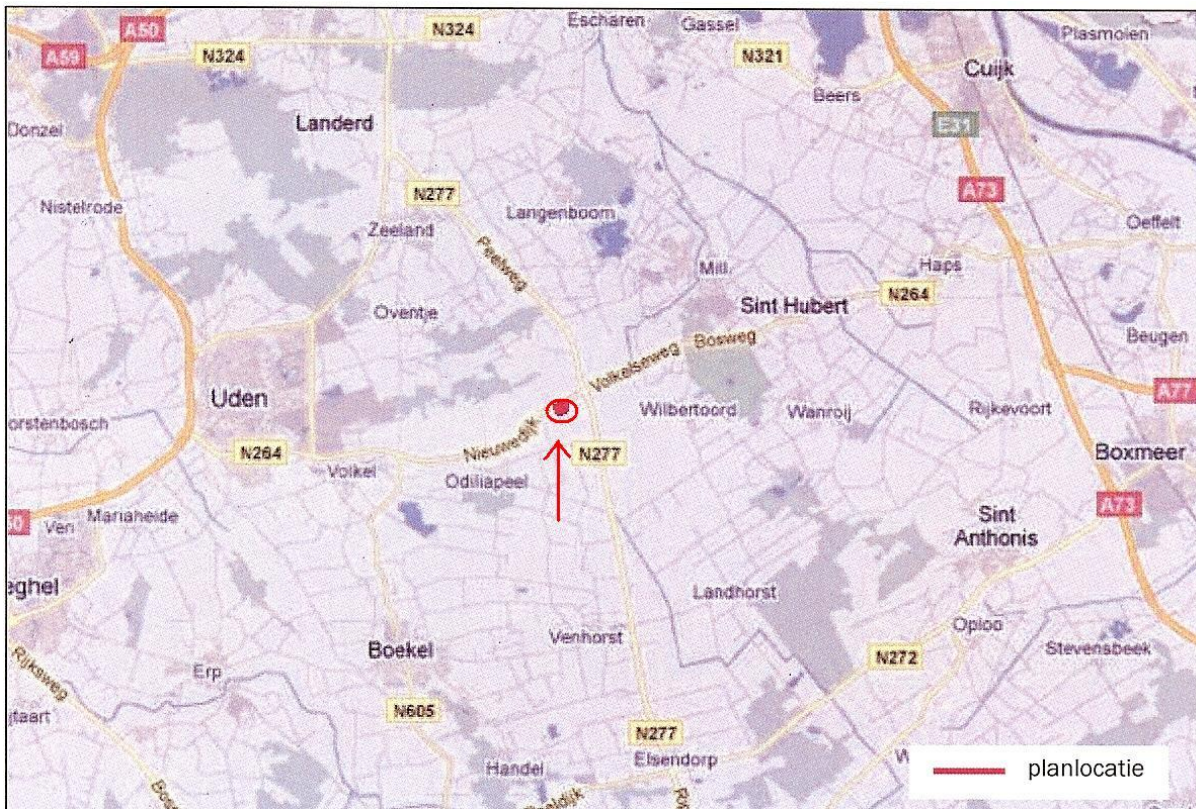 A50
N324
Escharen
Gassel
Plasmolen
A59
N324
N321
Cuijk
Beers
Donzel
Landerd
E31
N277
A73
Nistelrode
Langenboom
Zeeland
Oeffelt
Peelweg
Mill
Haps
N264
Oventje
Sint Hubert
Beugen
Volkelseweg
Bosweg
Uden
A77
Wilbertoord
Wanroij
Rijkevoort
orstenbosch
Nieuwedijk
N264
N277
Boxmeer
Volkel
Odiliapeel
A73
Mariaheide
Ven
Sint
Anthonis
eghel
Landhorst
Oploo
Venhorst
Boekel
Stevensbeek
N272
Erp
Rijksweg
N605
jtaart
N277
Elsendorp
Handel
planlocatie